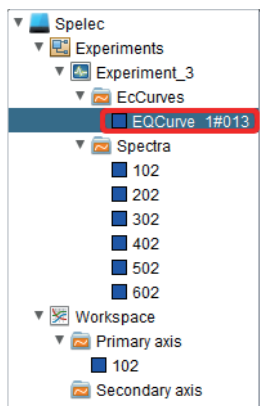 Spelec
Experiments
Experiment_3
EcCurves
EQCurve 1#013
Spectra
102
202
302
402
502
602
Workspace
Primary axis
102
Secondary axis